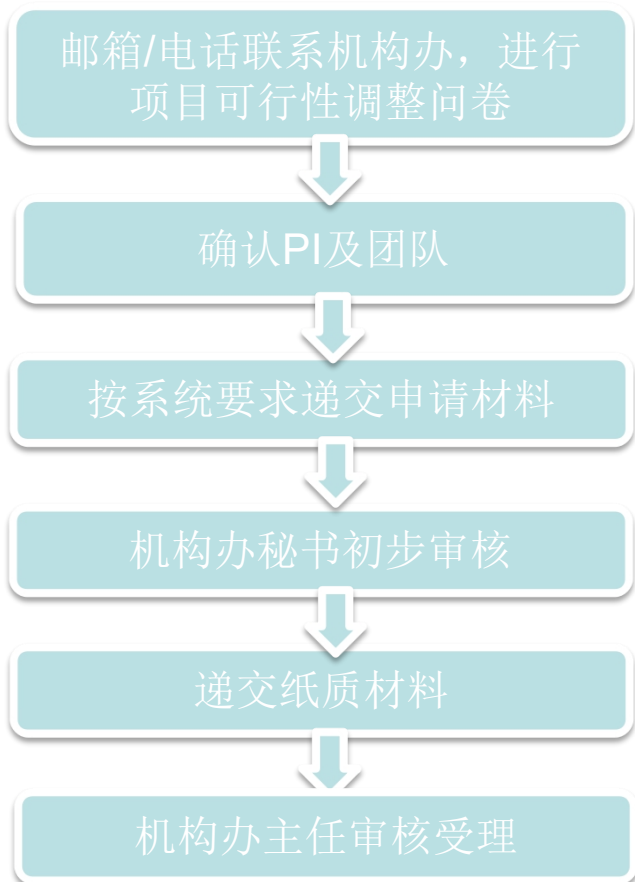 邮箱/电话联系机构办，进行
项目可行性调整问卷
确认PI及团队
按系统要求递交申请材料
机构办秘书初步审核
递交纸质材料
机构办主任审核受理